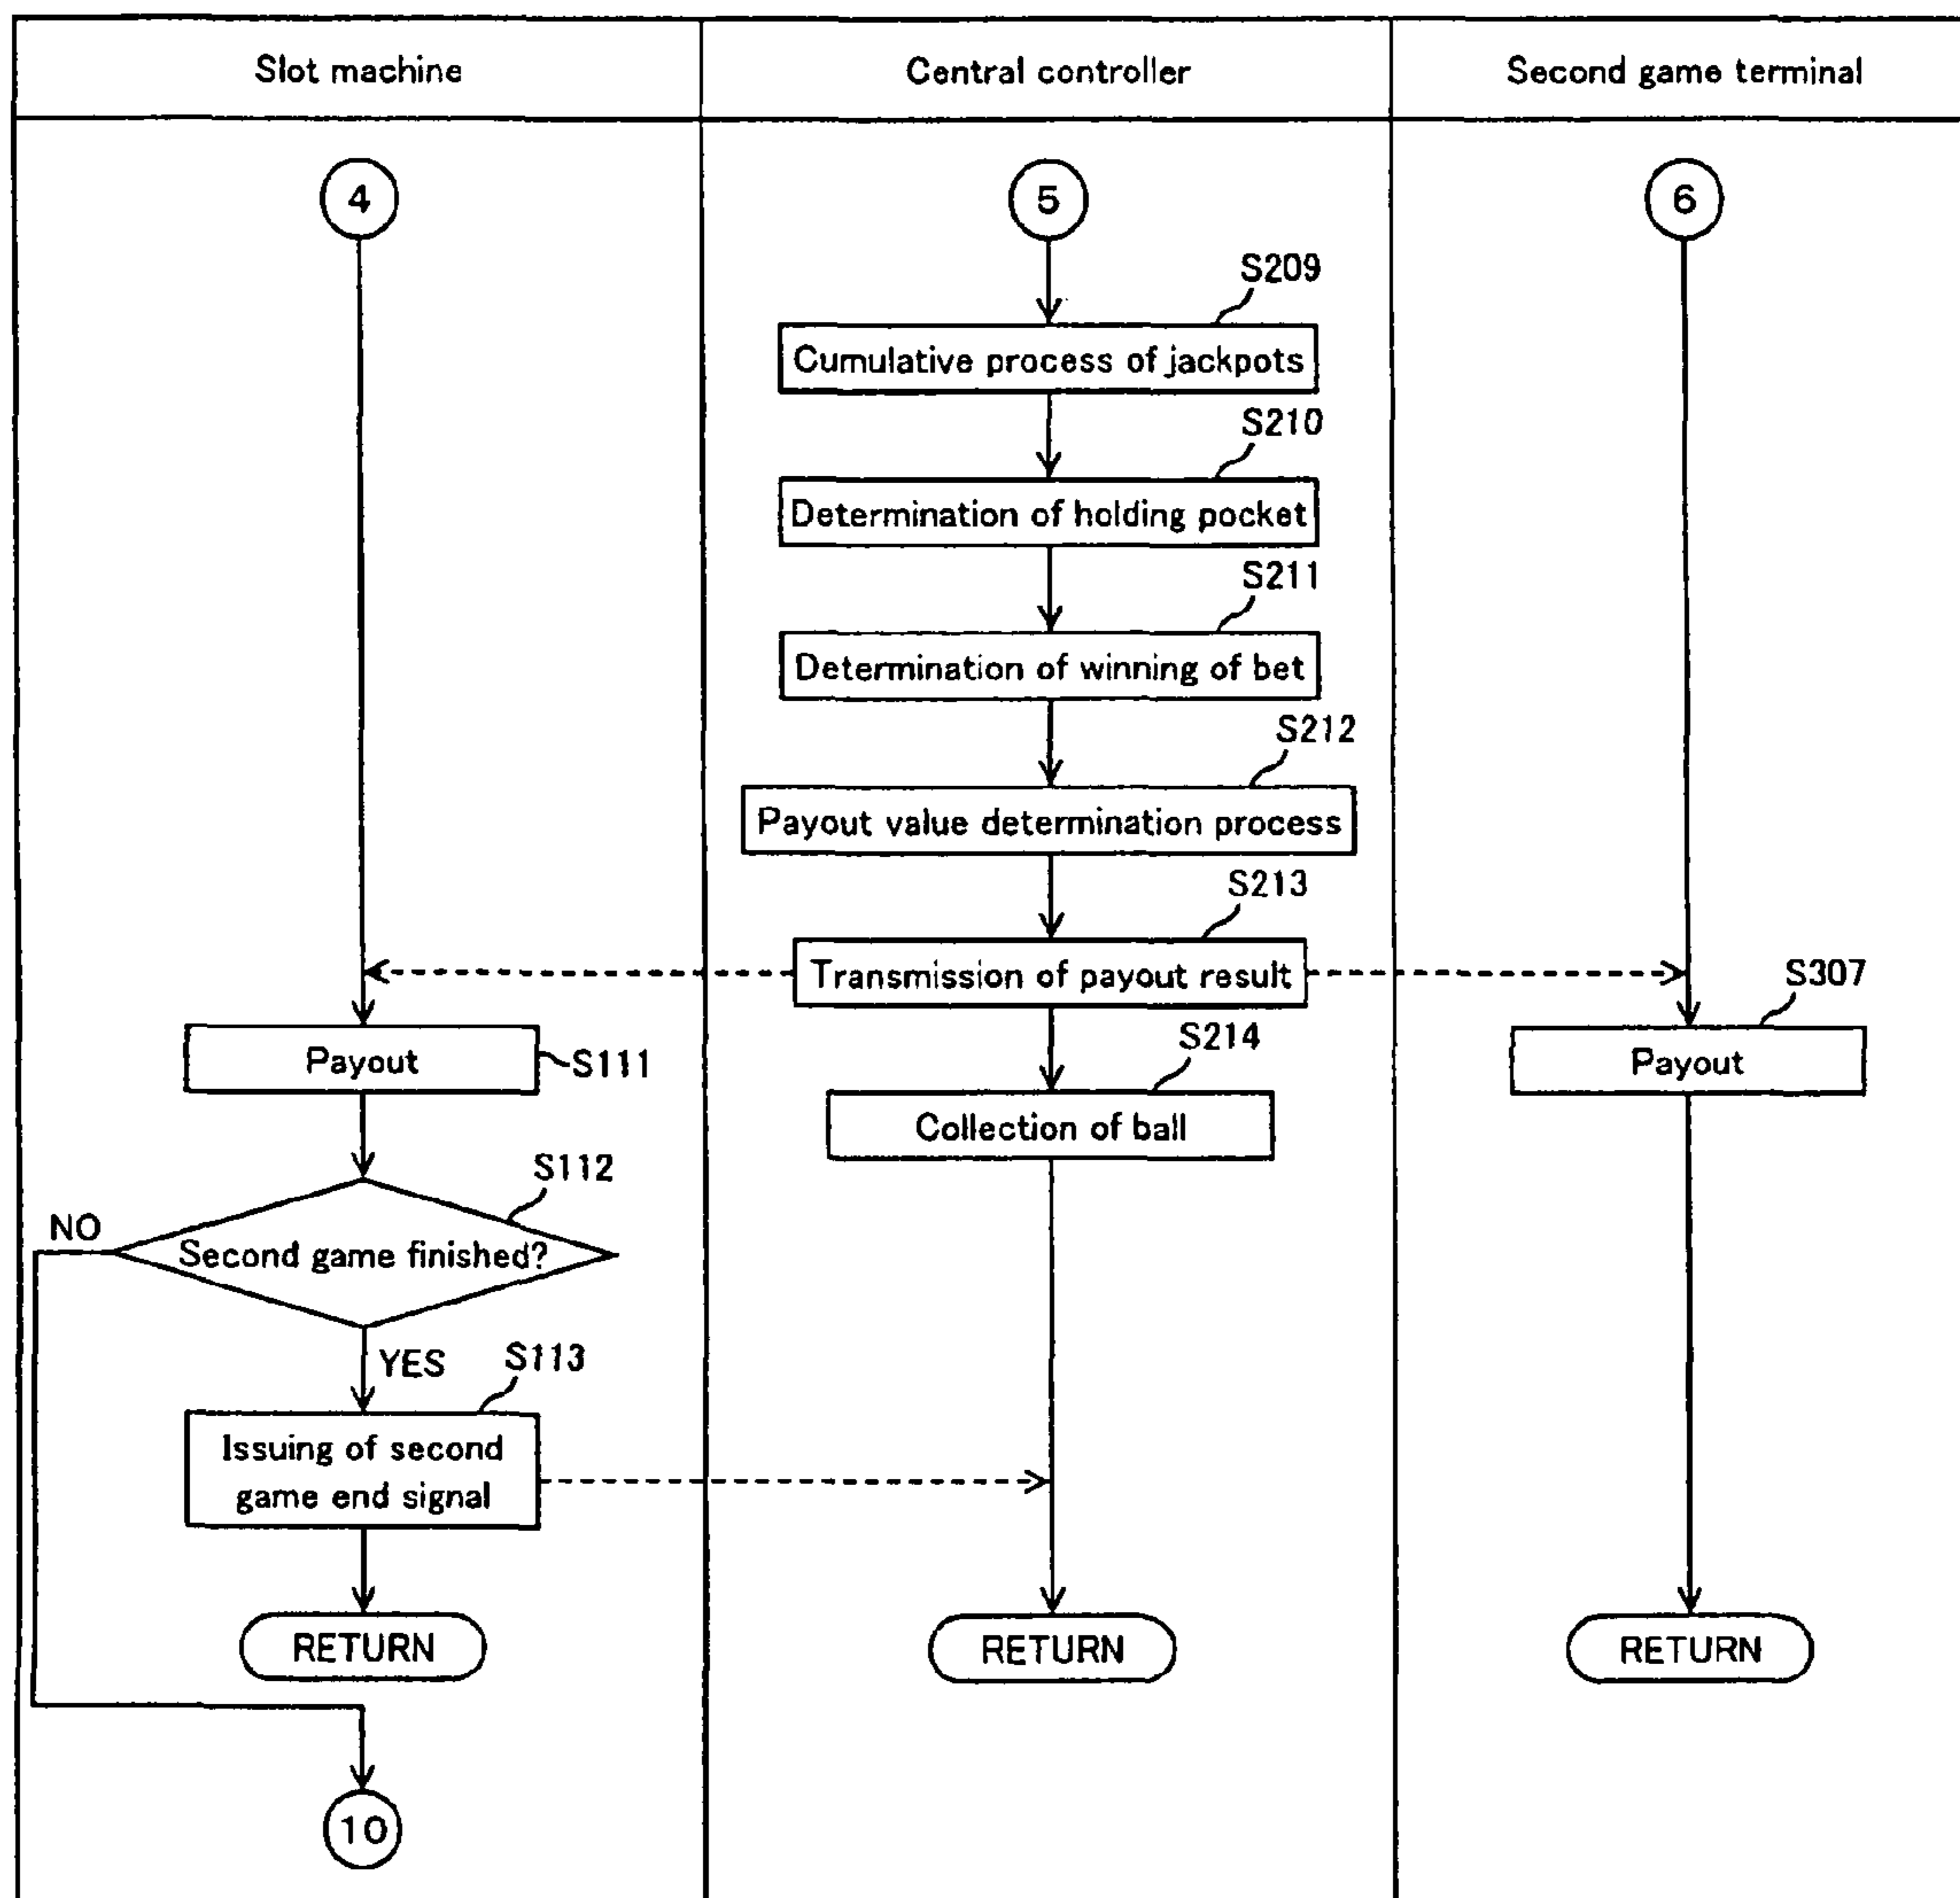 Slot machine
Central controller
Second game terminal
4
5
6
S209
Cumulative process of jackpots
S210
Determination of holding pocket
S211
Determination of winning of bet
S212
Payout value determination process
S213
Transmission of payout result
S307
Payout
S111
S214
Payout
Collection of ball
S112
NO
Second game finished?
YES
S113
Issuing of second
game end signal
RETURN
RETURN
RETURN
10